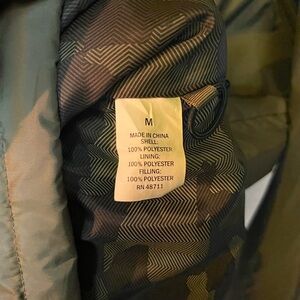 M
MADE IN CHINA
SHELL:
100% POLYESTER
LINING:
100% POLYESTER
FILLING:
100% POLYESTER
RN 48711